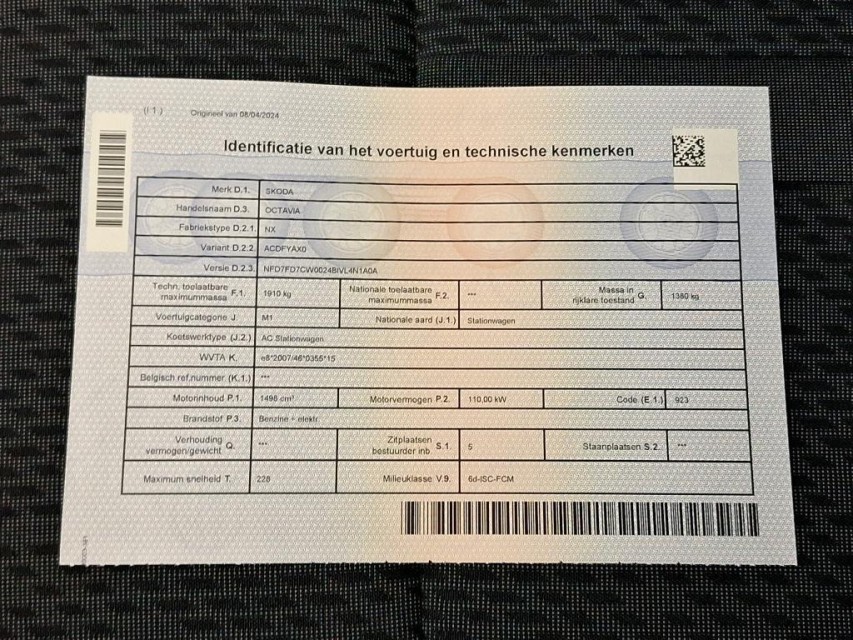 (I 1) Origineel van 08/04/2024
Identificatie van het voertuig en technische kenmerken
Merk D.1. SKODA
Handelsnaam D.3. OCTAVIA
Fabriekstype D.2.1. NX
Variant D.2.2. ACDFYAX0
Versie D.2.3. NFD7FD7CW0024BIVL4N1A0A
Techn. toelaatbare maximummassa F.1. 1910 kg Nationale toelaatbare maximummassa F.2. --- Massa in rijklare toestand G. 1380 kg
Voertuigcategorie J. M1 Nationale aard (J.1.) Stationwagen
Koetswerktype (J.2.) AC Stationwagen
WVTA K. e8*2007/46*0355*15
Belgisch ref.nummer (K.1.) ---
Motorinhoud P.1. 1498 cm³ Motorvermogen P.2. 110,00 kW Code (E.1.) 923
Brandstof P.3. Benzine + elektr.
Verhouding vermogen/gewicht Q. --- Zitplaatsen bestuurder inb. S.1. 5 Staanplaatsen S.2. ---
Maximum snelheid T. 228 Milieuklasse V.9. 6d-ISC-FCM